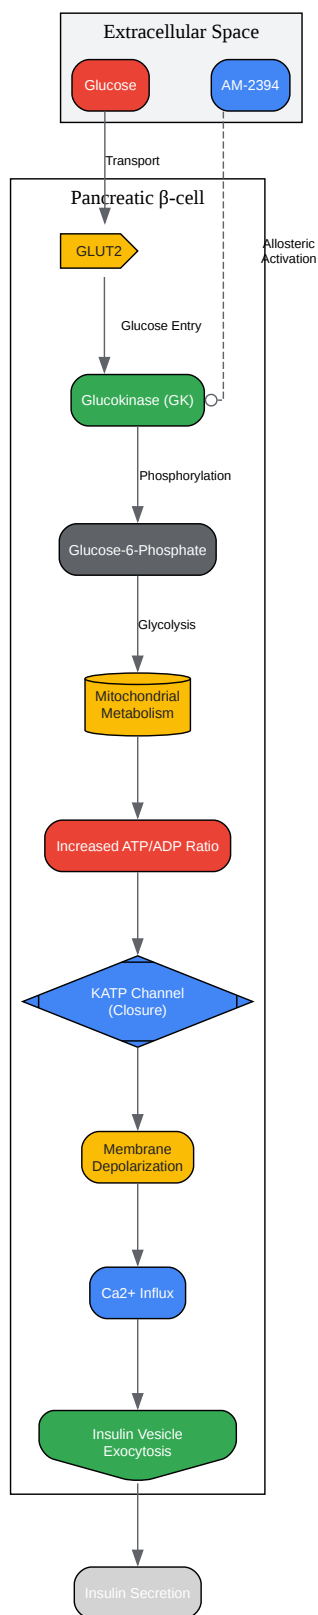 Extracellular Space
Glucose
AM-2394
Transport
Pancreatic β-cell
GLUT2
Allosteric
Activation
Glucose Entry
Glucokinase (GK)
Phosphorylation
Glucose-6-Phosphate
Glycolysis
Mitochondrial
Metabolism
Increased ATP/ADP Ratio
KATP Channel
(Closure)
Membrane
Depolarization
Ca2+ Influx
Insulin Vesicle
Exocytosis
Insulin Secretion